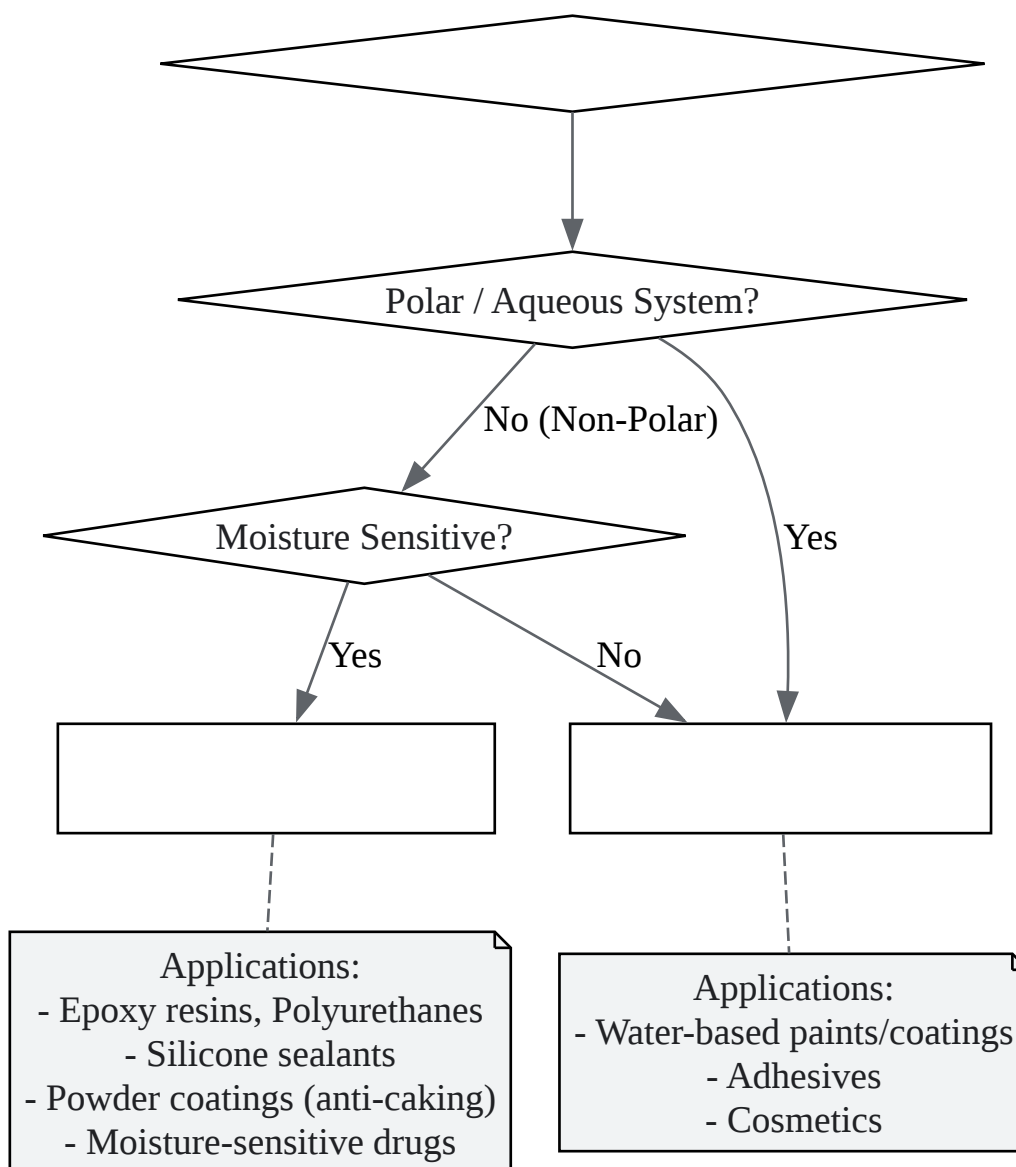 Polar / Aqueous System?
No (Non-Polar)
Moisture Sensitive?
Yes
Yes
No
Applications:
- Epoxy resins, Polyurethanes
- Silicone sealants
- Powder coatings (anti-caking)
- Moisture-sensitive drugs
Applications:
- Water-based paints/coatings
- Adhesives
- Cosmetics